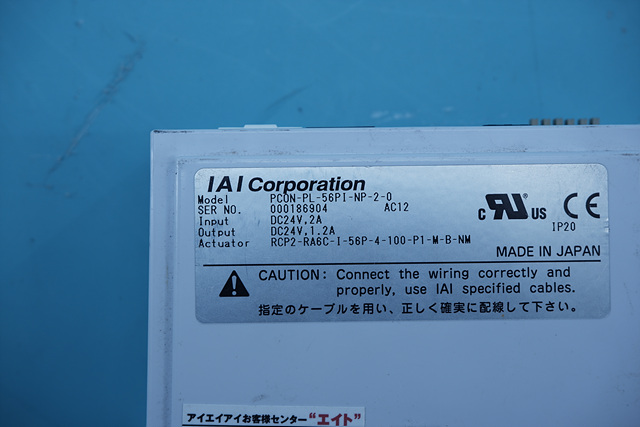 IAI Corporation
Model PCON-PL-56PI-NP-2-0
SER NO. 000186904 AC12
Input DC24V,2A
Output DC24V,1.2A
Actuator RCP2-RA6C-I-56P-4-100-P1-M-B-NM
C RU US CE
IP20
MADE IN JAPAN
CAUTION: Connect the wiring correctly and
properly, use IAI specified cables.
指定のケーブルを用い、正しく確実に配線して下さい。
アイエイアイお客様センター“エイト”